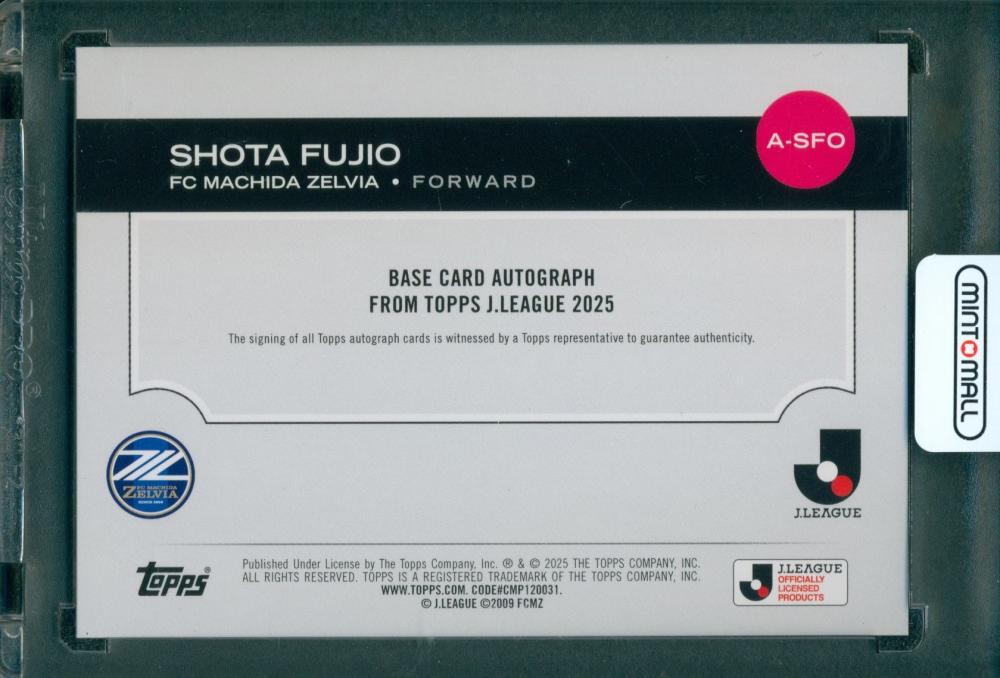 SHOTA FUJIO
FC MACHIDA ZELVIA • FORWARD
A-SFO
BASE CARD AUTOGRAPH
FROM TOPPS J.LEAGUE 2025
The signing of all Topps autograph cards is witnessed by a Topps representative to guarantee authenticity.
MINT MALL
FC MACHIDA
ZELVIA
J.LEAGUE
topps®
Published Under License by The Topps Company, Inc. ® & © 2025 THE TOPPS COMPANY, INC.
ALL RIGHTS RESERVED. TOPPS IS A REGISTERED TRADEMARK OF THE TOPPS COMPANY, INC.
WWW.TOPPS.COM. CODE#CMP120031.
© J.LEAGUE ©2009 FCMZ
J.LEAGUE
OFFICIALLY
LICENSED
PRODUCTS